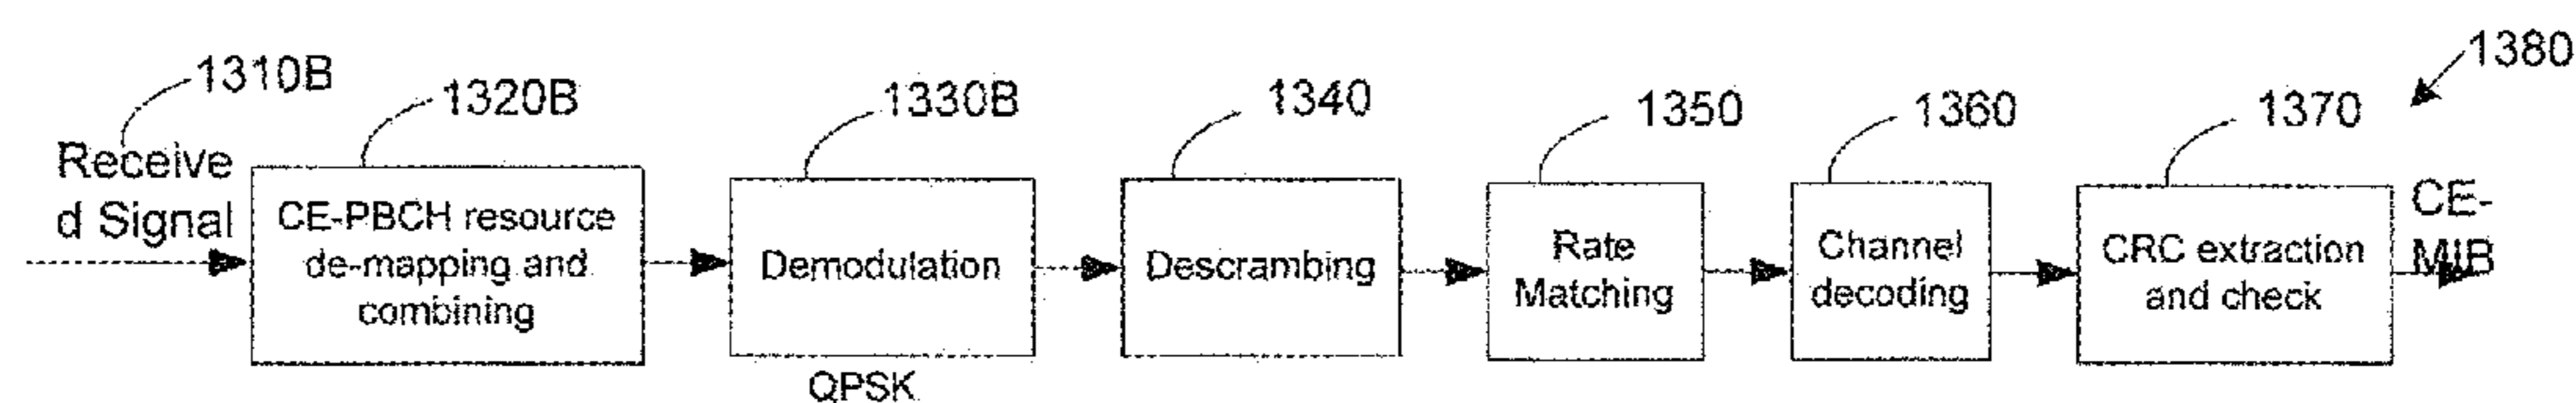 1310B
1320B
1330B
1340
1350
1360
1370
1380
Receive
d Signal
CE-PBCH resource
de-mapping and
combining
Demodulation
QPSK
Descrambing
Rate
Matching
Channel
decoding
CRC extraction
and check
CE-
MIB